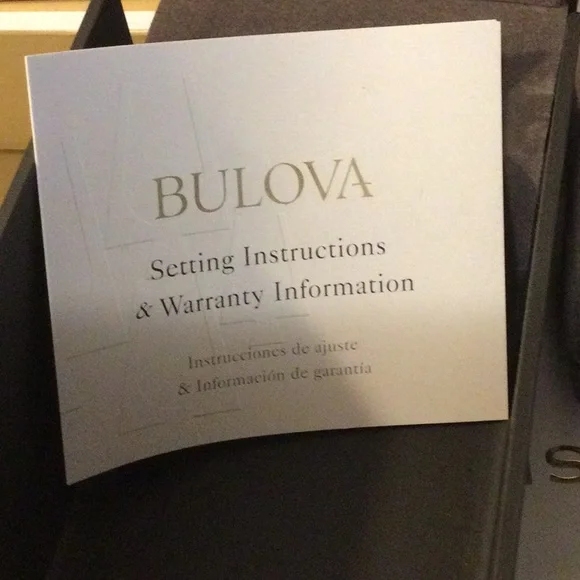 BULOVA
Setting Instructions
& Warranty Information
Instrucciones de ajuste
& Información de garantía
S